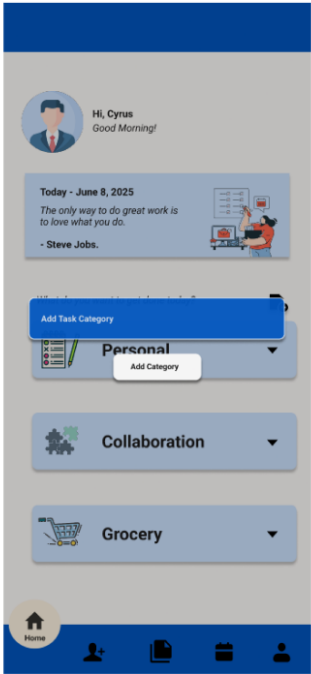 Hi, Cyrus
Good Morning!
Today - June 8, 2025
The only way to do great work is
to love what you do.
- Steve Jobs.
Add Task Category
Personal
Add Category
Collaboration
Grocery
Home